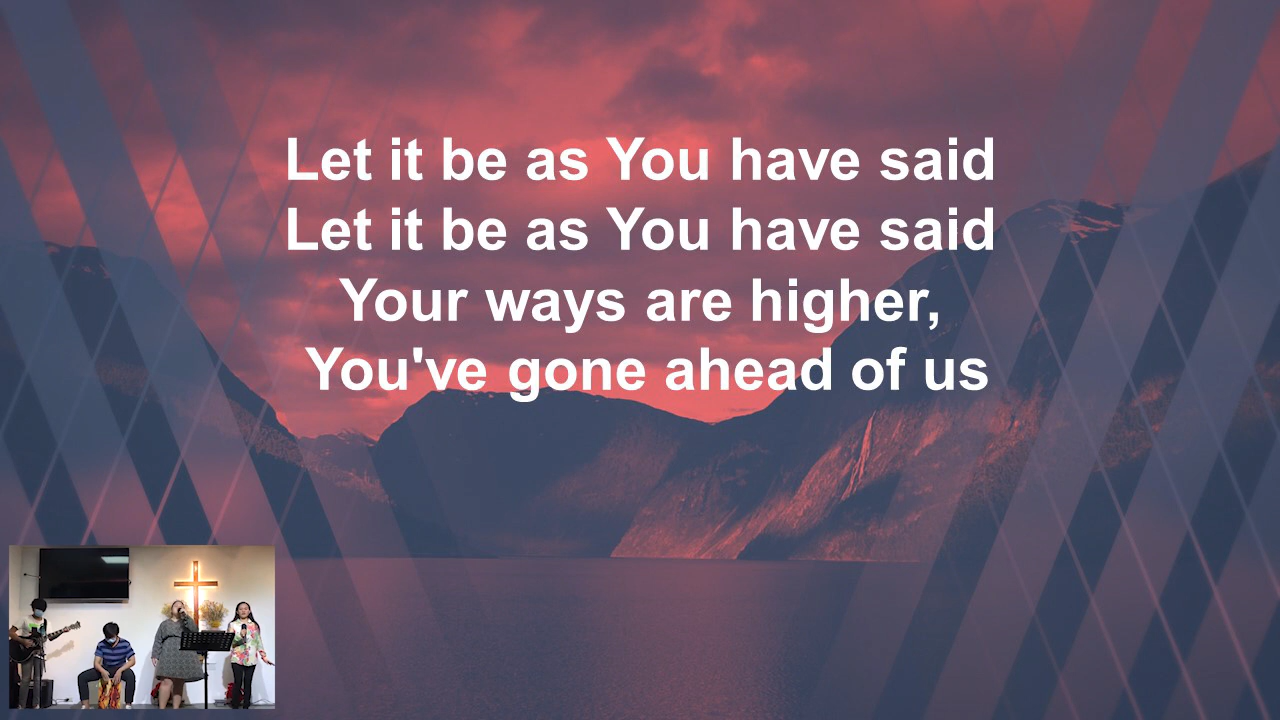 Let it be as You have said
Let it be as You have said
Your ways are higher,
You've gone ahead of us